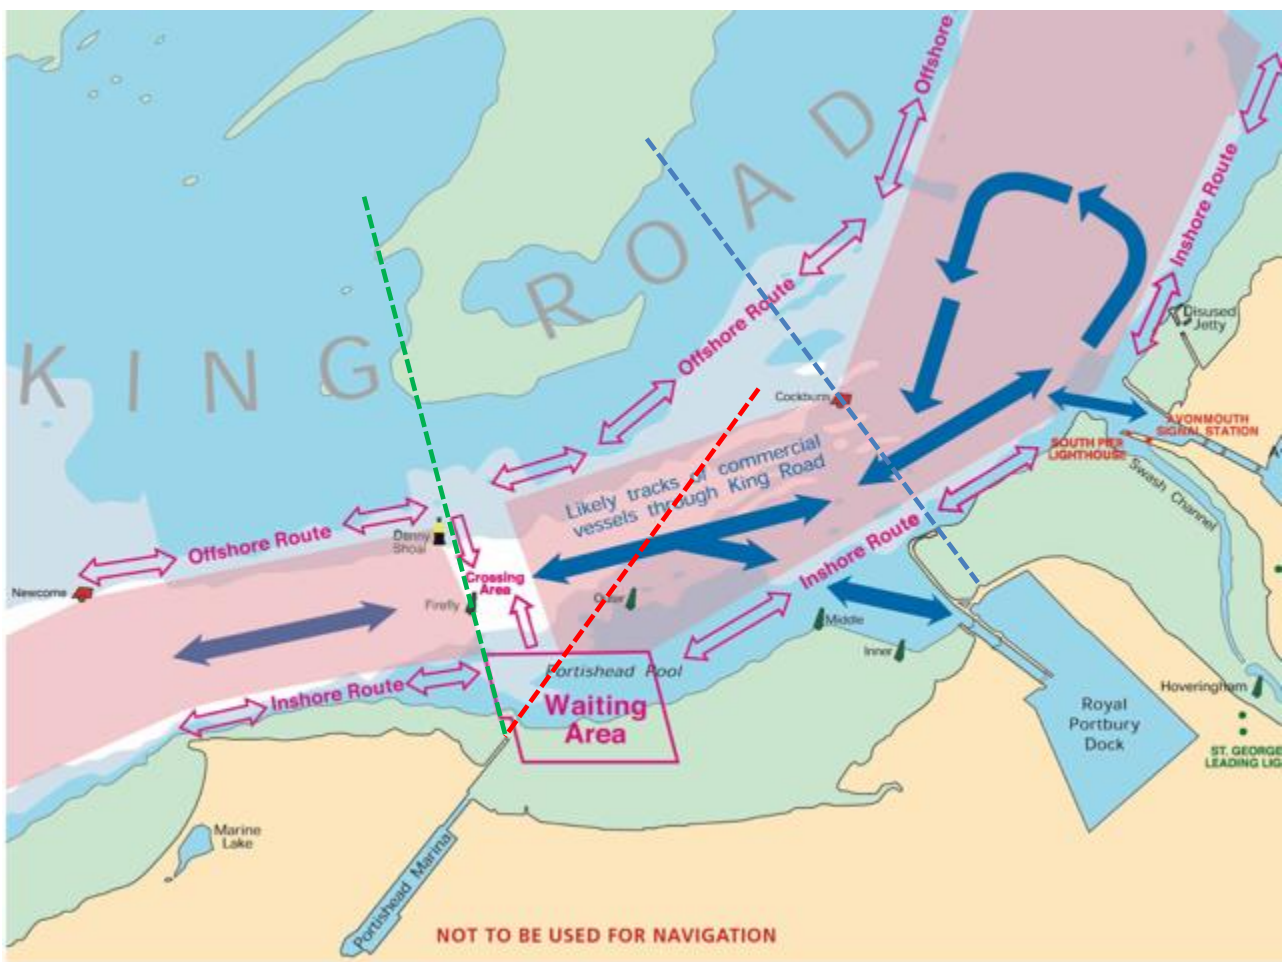 KING ROAD
Offshore
Inshore Route
Offshore Route
Disused
Jetty
Cockburn
AVONMOUTH
SIGNAL STATION
SOUTH PIER
LIGHTHOUSE
Swash Channel
Likely tracks of commercial
vessels through King Road
Offshore Route
Denny
Shoal
Newcome
Crossing
Area
Firefly
Outer
Inshore Route
Middle
Inner
Portishead Pool
Waiting
Area
Inshore Route
Hoveringham
Royal
Portbury
Dock
ST. GEORGE
LEADING LIG
Marine
Lake
Portishead Marina
NOT TO BE USED FOR NAVIGATION